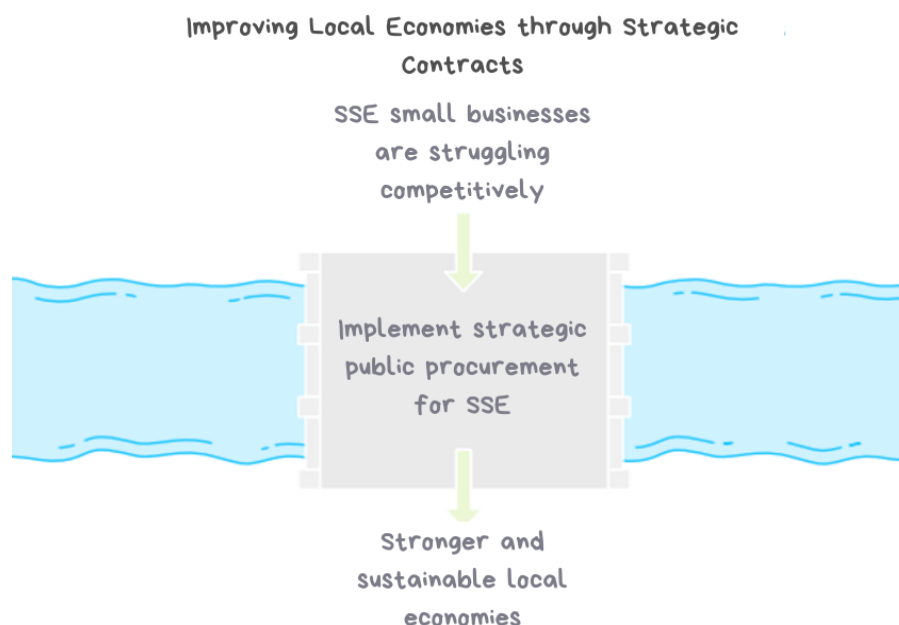 Improving Local Economies through Strategic
Contracts
SSE small businesses
are struggling
competitively
Implement strategic
public procurement
for SSE
Stronger and
sustainable local
economies